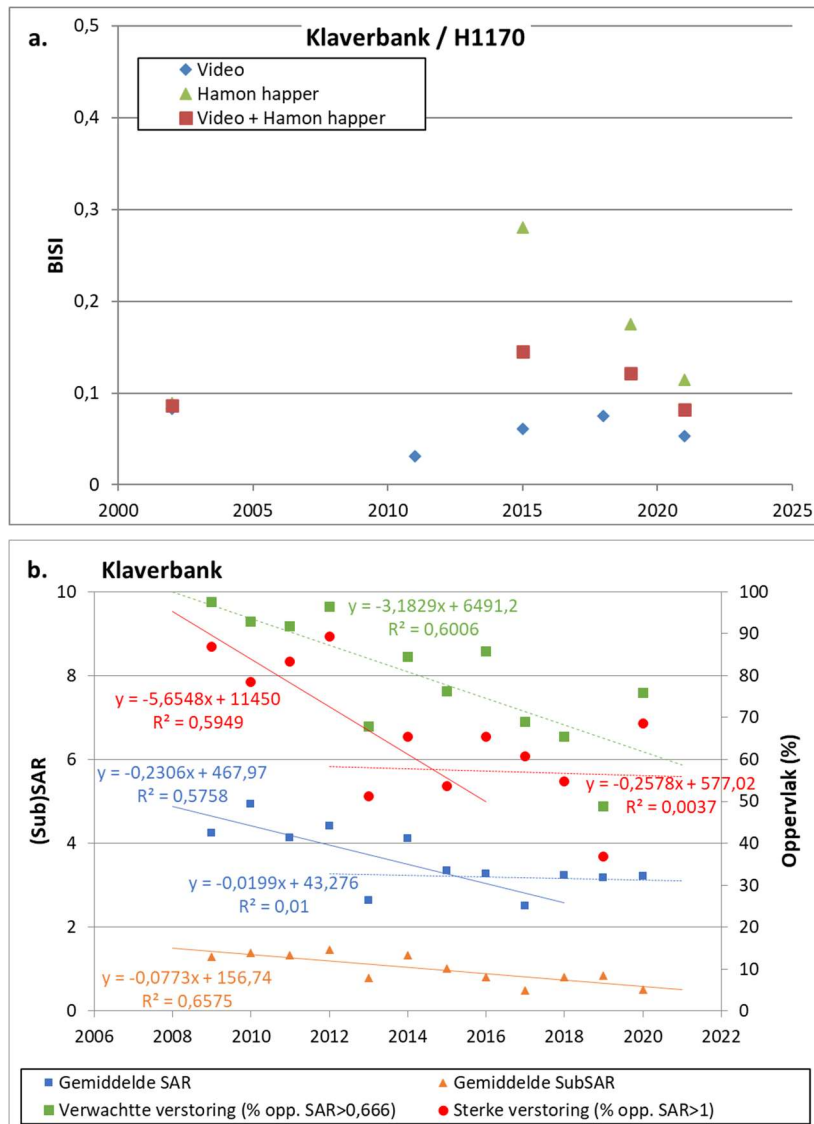 a.
Klaverbank / H1170
Video
Hamon happer
Video + Hamon happer
BISI
0,5
0,4
0,3
0,2
0,1
0
2000 2005 2010 2015 2020 2025
b. Klaverbank
(Sub)SAR
Oppervlak (%)
10
8
6
4
2
0
100
90
80
70
60
50
40
30
20
10
0
y = -3,1829x + 6491,2
R² = 0,6006
y = -5,6548x + 11450
R² = 0,5949
y = -0,2306x + 467,97
R² = 0,5758
y = -0,2578x + 577,02
R² = 0,0037
y = -0,0199x + 43,276
R² = 0,01
y = -0,0773x + 156,74
R² = 0,6575
2006 2008 2010 2012 2014 2016 2018 2020 2022
Gemiddelde SAR
Gemiddelde SubSAR
Verwachtte verstoring (% opp. SAR>0,666)
Sterke verstoring (% opp. SAR>1)